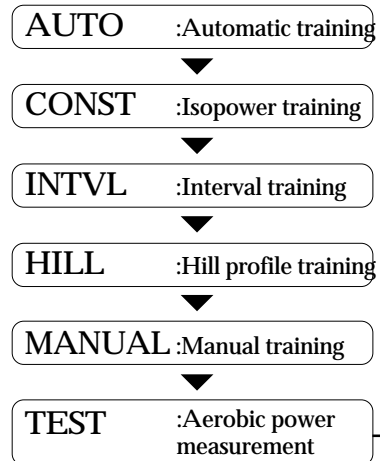 AUTO :Automatic training
CONST :Isopower training
INTVL :Interval training
HILL :Hill profile training
MANUAL :Manual training
TEST :Aerobic power
measurement